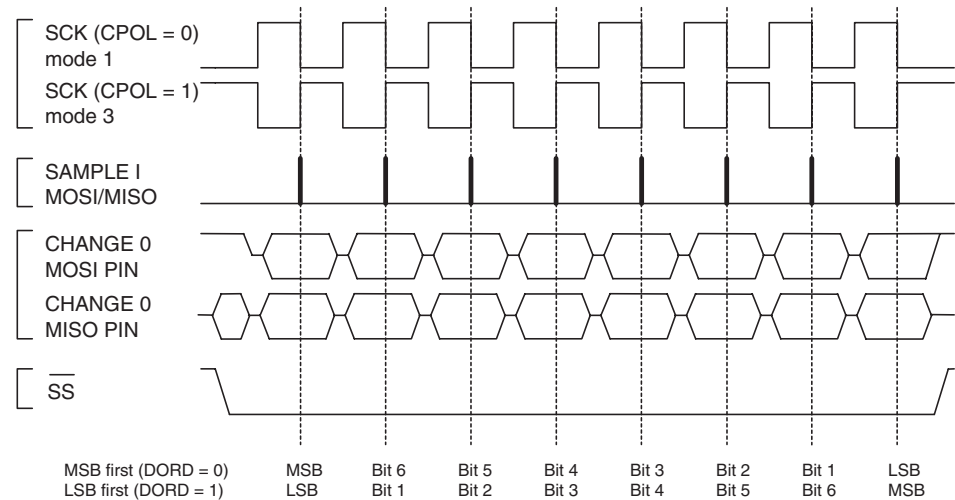 SCK (CPOL = 0)
mode 1
SCK (CPOL = 1)
mode 3
SAMPLE I
MOSI/MISO
CHANGE 0
MOSI PIN
CHANGE 0
MISO PIN
SS
MSB first (DORD = 0) MSB Bit 6 Bit 5 Bit 4 Bit 3 Bit 2 Bit 1 LSB
LSB first (DORD = 1) LSB Bit 1 Bit 2 Bit 3 Bit 4 Bit 5 Bit 6 MSB